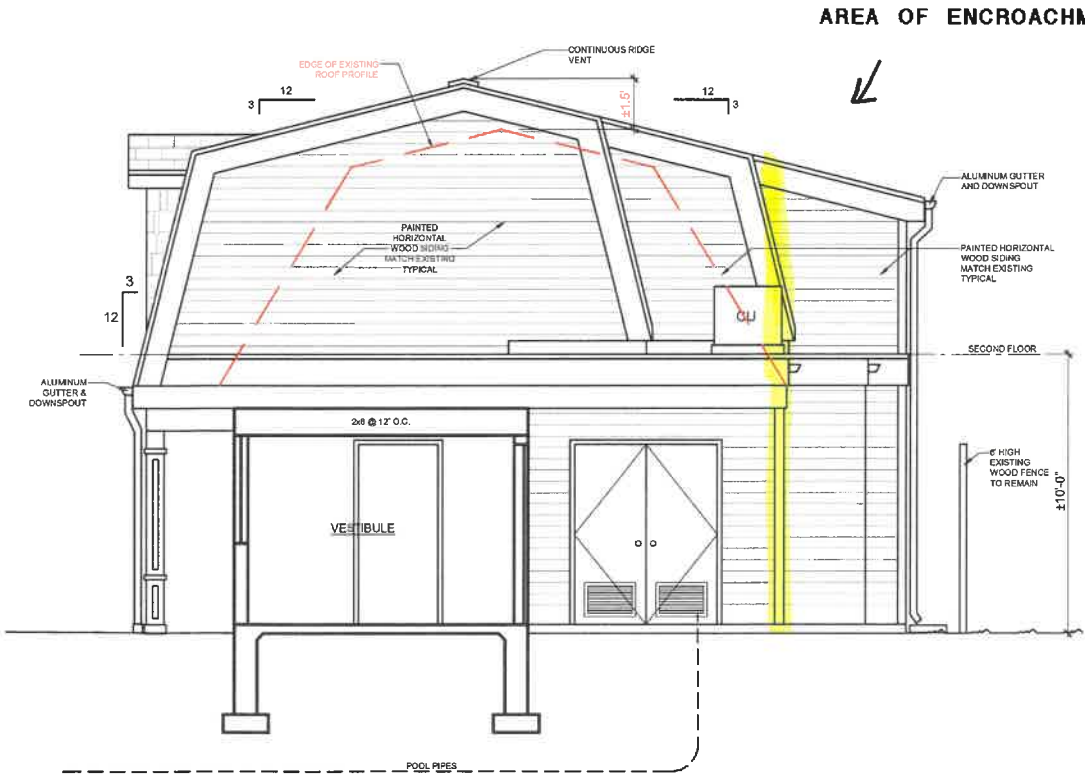 AREA OF ENCROACHM
CONTINUOUS RIDGE
VENT
EDGE OF EXISTING
ROOF PROFILE
12
3
±1.5'
12
3
ALUMINUM GUTTER
AND DOWNSPOUT
PAINTED
HORIZONTAL
WOOD SIDING
MATCH EXISTING
TYPICAL
PAINTED HORIZONTAL
WOOD SIDING
MATCH EXISTING
TYPICAL
3
12
CU
SECOND FLOOR
ALUMINUM
GUTTER &
DOWNSPOUT
2x6 @ 12" O.C.
6' HIGH
EXISTING
WOOD FENCE
TO REMAIN
±10'-0"
VESTIBULE
POOL PIPES